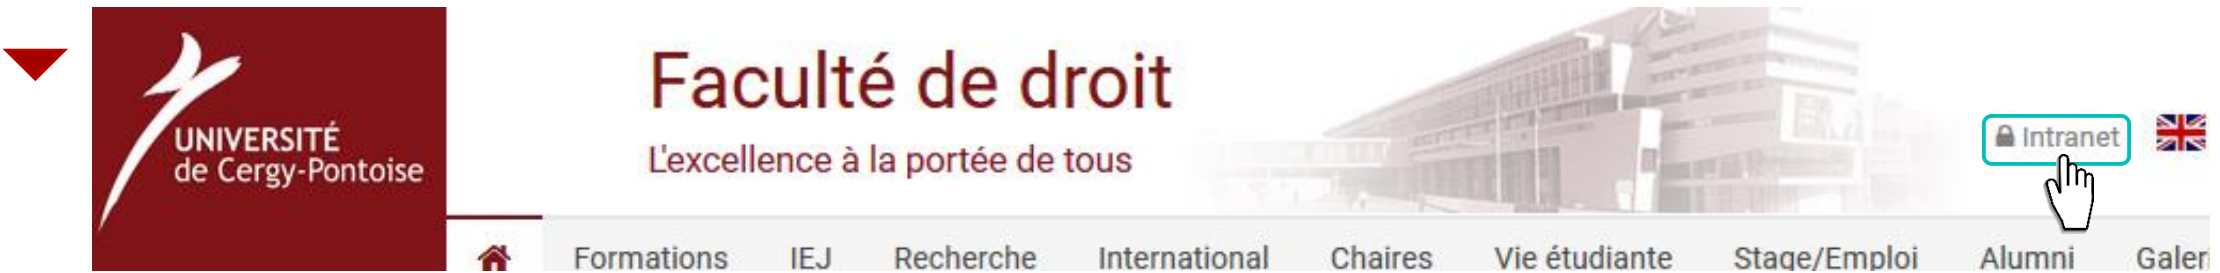 UNIVERSITÉ
de Cergy-Pontoise
Faculté de droit
L'excellence à la portée de tous
Intranet
Formations IEJ Recherche International Chaires Vie étudiante Stage/Emploi Alumni